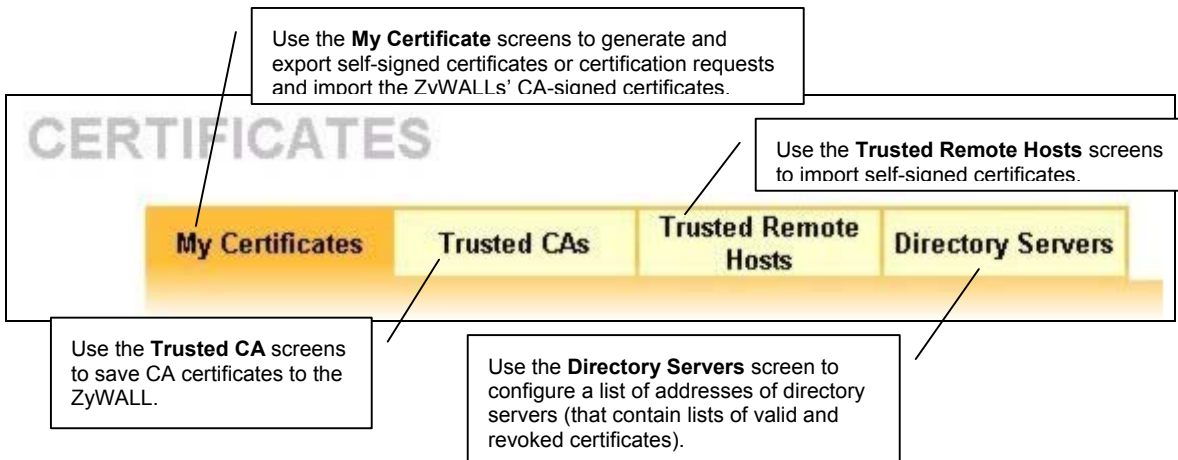 Use the My Certificate screens to generate and
export self-signed certificates or certification requests
and import the ZyWALLs' CA-signed certificates.
CERTIFICATES
Use the Trusted Remote Hosts screens
to import self-signed certificates.
My Certificates
Trusted CAs
Trusted Remote
Hosts
Directory Servers
Use the Trusted CA screens
to save CA certificates to the
ZyWALL.
Use the Directory Servers screen to
configure a list of addresses of directory
servers (that contain lists of valid and
revoked certificates).